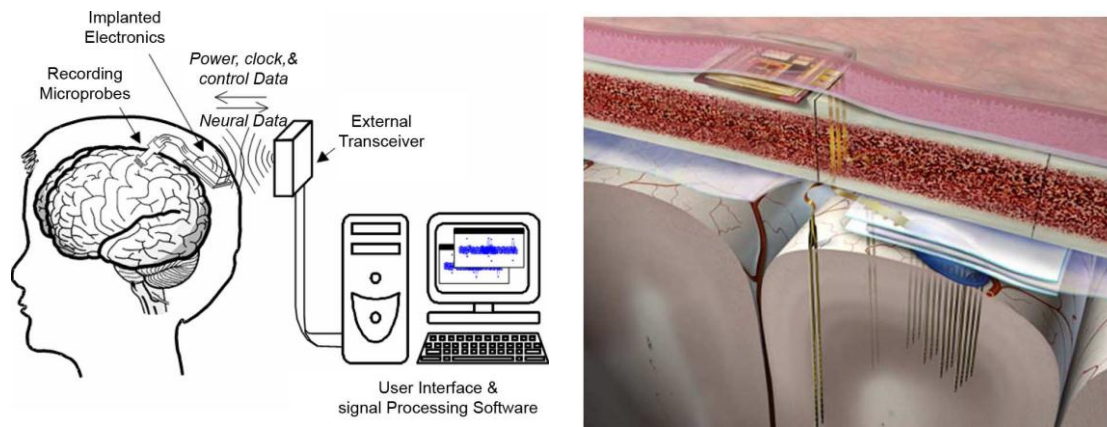 Implanted
Electronics
Recording
Microprobes
Power, clock,&
control Data
Neural Data
External
Transceiver
User Interface &
signal Processing Software